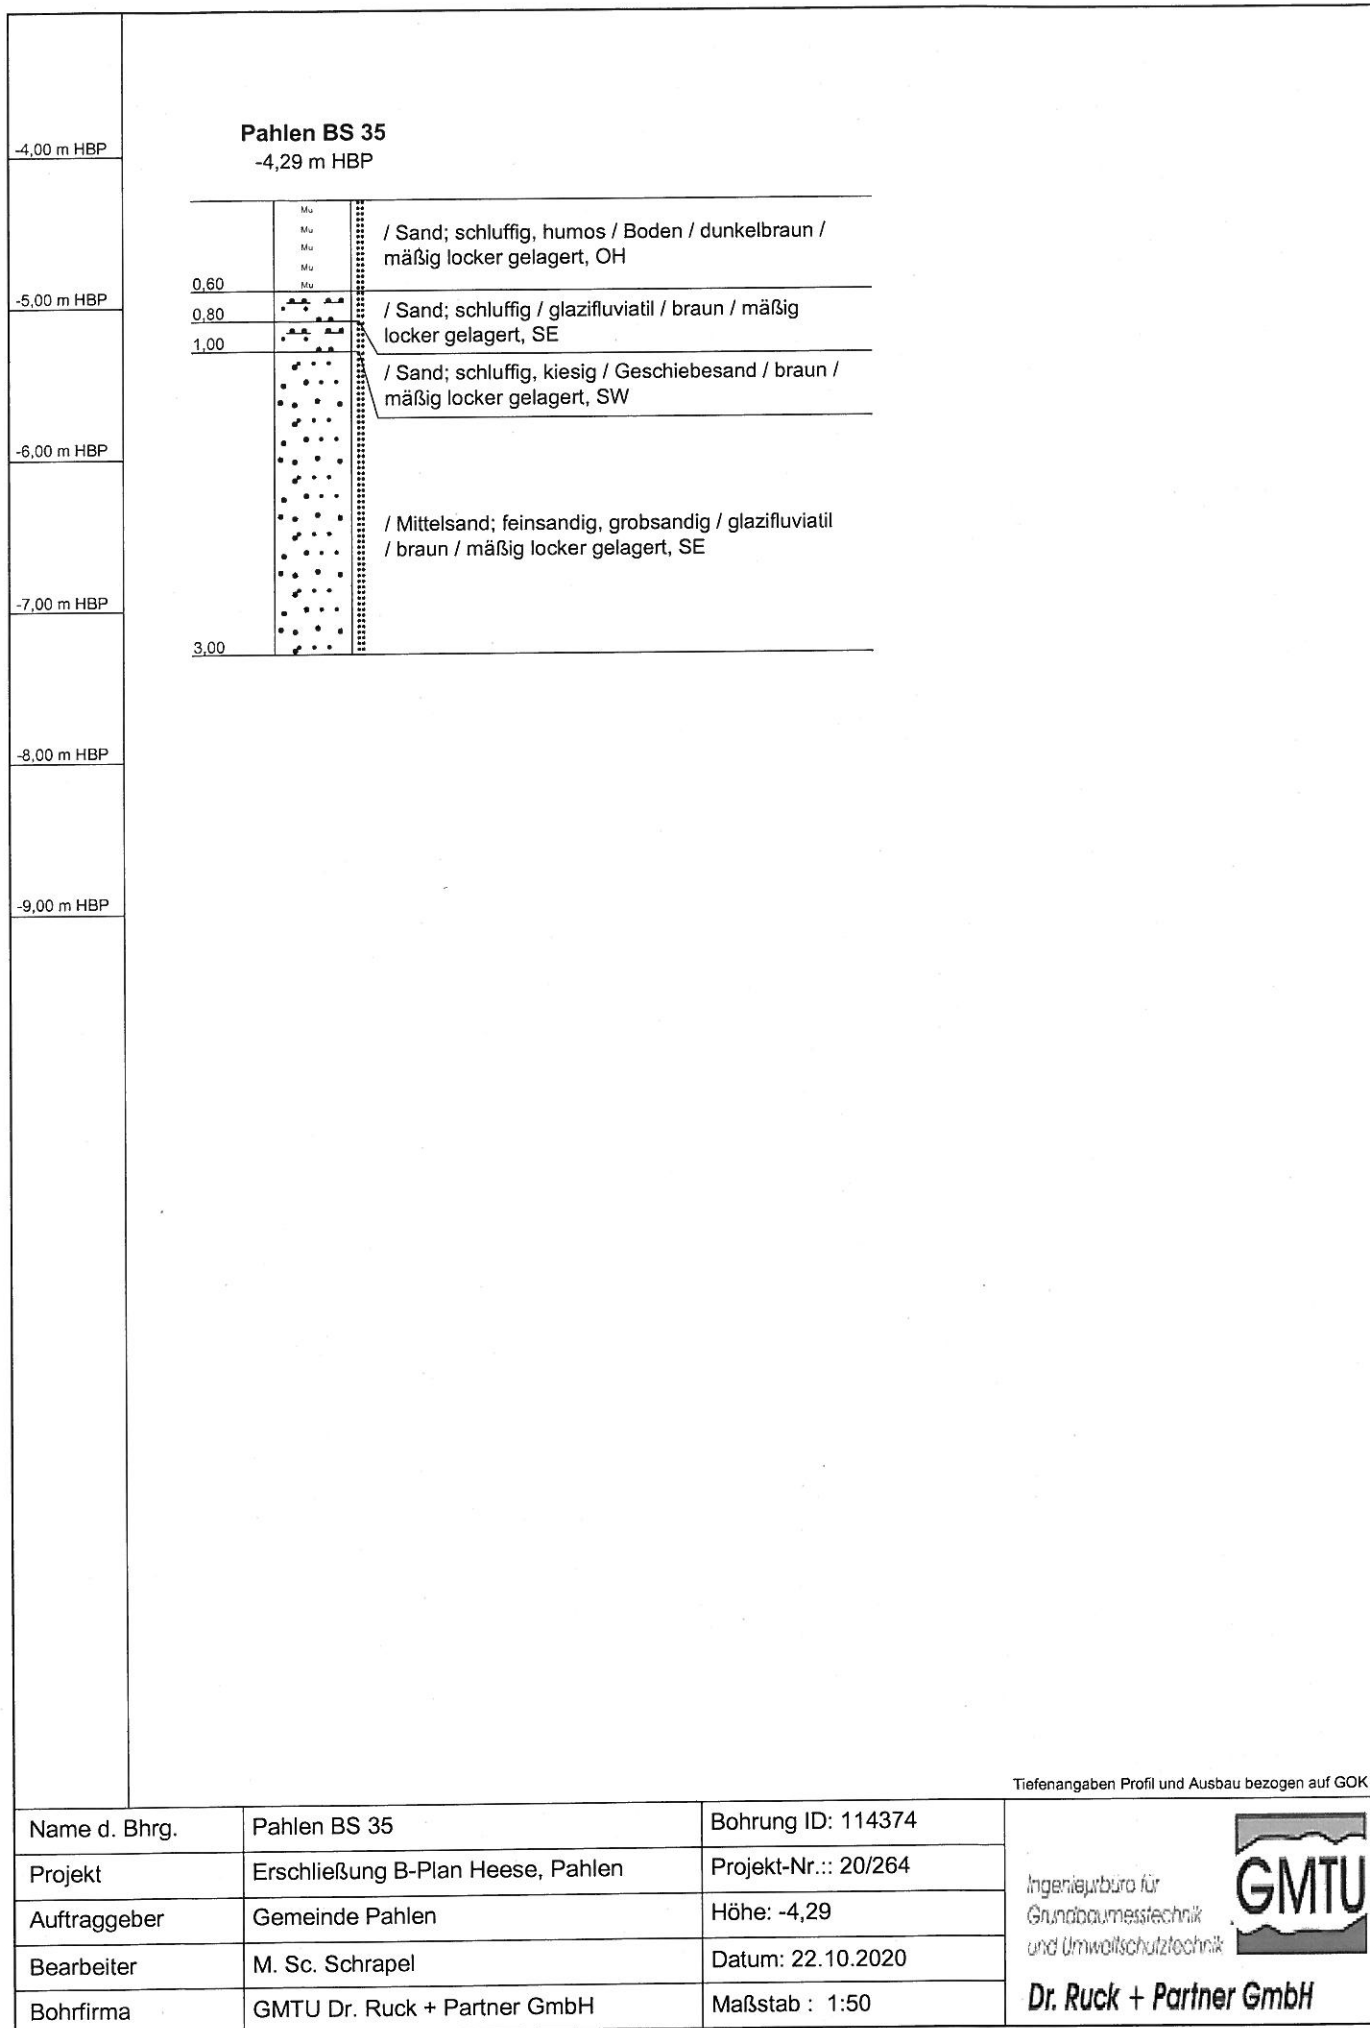 Pahlen BS 35
-4,29 m HBP
-4,00 m HBP
-5,00 m HBP
-6,00 m HBP
-7,00 m HBP
-8,00 m HBP
-9,00 m HBP
Mu
Mu
Mu
Mu
Mu
0,60
/ Sand; schluffig, humos / Boden / dunkelbraun /
mäßig locker gelagert, OH
0,80
/ Sand; schluffig / glazifluviatil / braun / mäßig
locker gelagert, SE
1,00
/ Sand; schluffig, kiesig / Geschiebesand / braun /
mäßig locker gelagert, SW
/ Mittelsand; feinsandig, grobsandig / glazifluviatil
/ braun / mäßig locker gelagert, SE
3,00
Tiefenangaben Profil und Ausbau bezogen auf GOK
Name d. Bhrg. Pahlen BS 35 Bohrung ID: 114374
Projekt Erschließung B-Plan Heese, Pahlen Projekt-Nr.:: 20/264
Auftraggeber Gemeinde Pahlen Höhe: -4,29
Bearbeiter M. Sc. Schrapel Datum: 22.10.2020
Bohrfirma GMTU Dr. Ruck + Partner GmbH Maßstab : 1:50
Ingenieurbüro für
Grundbaumesstechnik
und Umweltschutztechnik
GMTU
Dr. Ruck + Partner GmbH